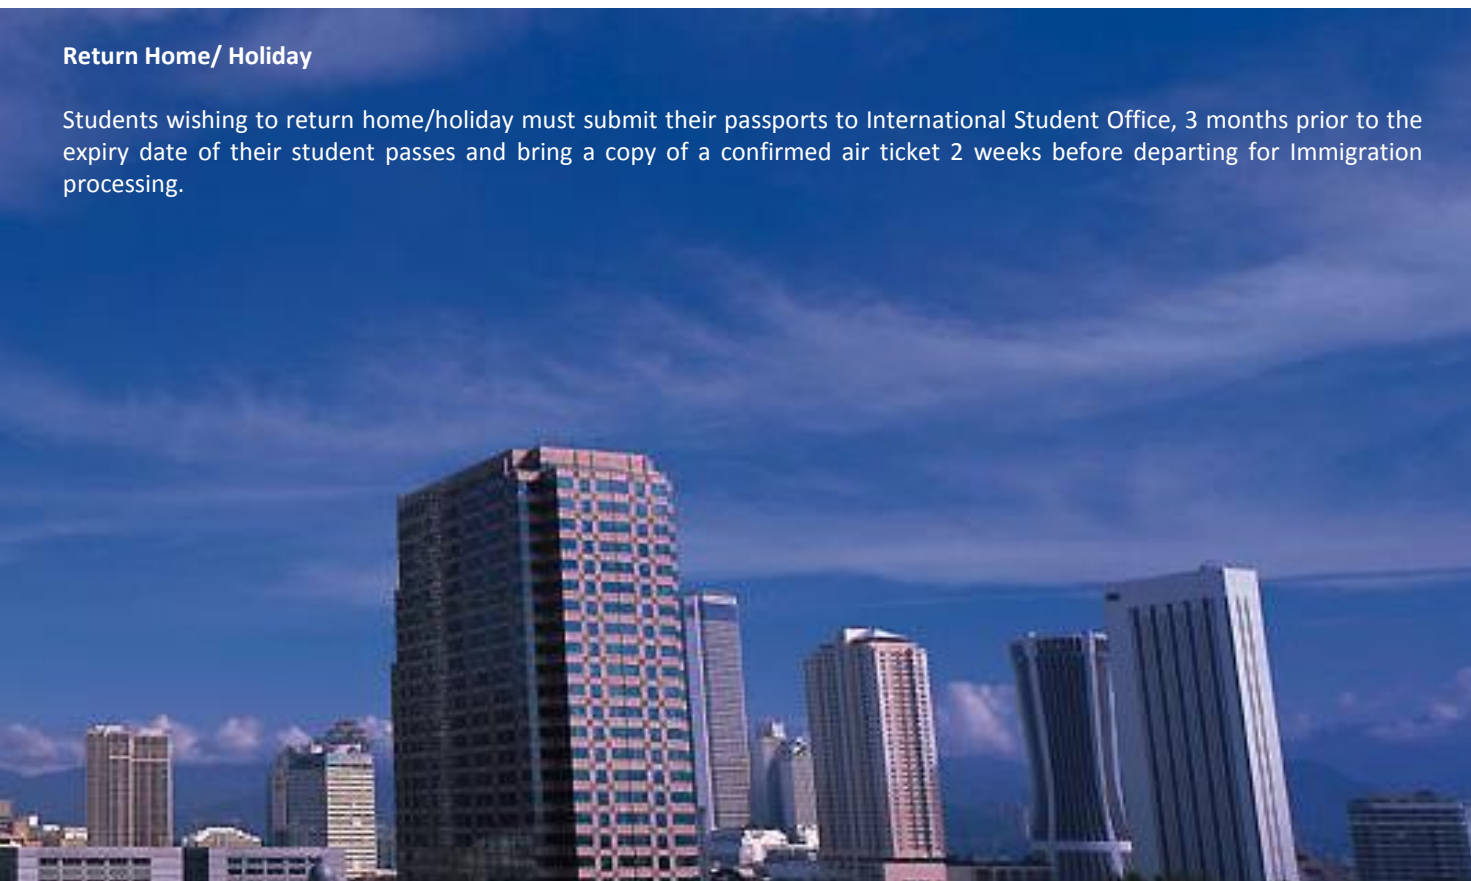 Return Home/ Holiday
Students wishing to return home/holiday must submit their passports to International Student Office, 3 months prior to the
expiry date of their student passes and bring a copy of a confirmed air ticket 2 weeks before departing for Immigration
processing.